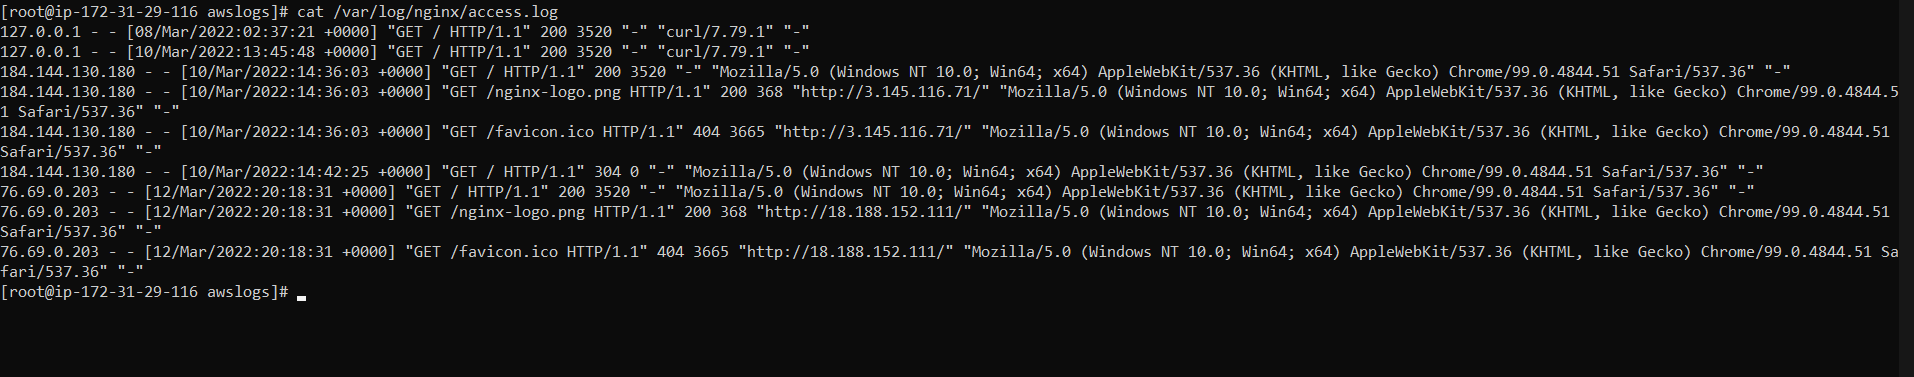 [root@ip-172-31-29-116 awslogs]# cat /var/log/nginx/access.log
127.0.0.1 - - [08/Mar/2022:02:37:21 +0000] "GET / HTTP/1.1" 200 3520 "-" "curl/7.79.1" "-"
127.0.0.1 - - [10/Mar/2022:13:45:48 +0000] "GET / HTTP/1.1" 200 3520 "-" "curl/7.79.1" "-"
184.144.130.180 - - [10/Mar/2022:14:36:03 +0000] "GET / HTTP/1.1" 200 3520 "-" "Mozilla/5.0 (Windows NT 10.0; Win64; x64) AppleWebKit/537.36 (KHTML, like Gecko) Chrome/99.0.4844.51 Safari/537.36" "-"
184.144.130.180 - - [10/Mar/2022:14:36:03 +0000] "GET /nginx-logo.png HTTP/1.1" 200 368 "http://3.145.116.71/" "Mozilla/5.0 (Windows NT 10.0; Win64; x64) AppleWebKit/537.36 (KHTML, like Gecko) Chrome/99.0.4844.5
1 Safari/537.36" "-"
184.144.130.180 - - [10/Mar/2022:14:36:03 +0000] "GET /favicon.ico HTTP/1.1" 404 3665 "http://3.145.116.71/" "Mozilla/5.0 (Windows NT 10.0; Win64; x64) AppleWebKit/537.36 (KHTML, like Gecko) Chrome/99.0.4844.51
Safari/537.36" "-"
184.144.130.180 - - [10/Mar/2022:14:42:25 +0000] "GET / HTTP/1.1" 304 0 "-" "Mozilla/5.0 (Windows NT 10.0; Win64; x64) AppleWebKit/537.36 (KHTML, like Gecko) Chrome/99.0.4844.51 Safari/537.36" "-"
76.69.0.203 - - [12/Mar/2022:20:18:31 +0000] "GET / HTTP/1.1" 200 3520 "-" "Mozilla/5.0 (Windows NT 10.0; Win64; x64) AppleWebKit/537.36 (KHTML, like Gecko) Chrome/99.0.4844.51 Safari/537.36" "-"
76.69.0.203 - - [12/Mar/2022:20:18:31 +0000] "GET /nginx-logo.png HTTP/1.1" 200 368 "http://18.188.152.111/" "Mozilla/5.0 (Windows NT 10.0; Win64; x64) AppleWebKit/537.36 (KHTML, like Gecko) Chrome/99.0.4844.51
Safari/537.36" "-"
76.69.0.203 - - [12/Mar/2022:20:18:31 +0000] "GET /favicon.ico HTTP/1.1" 404 3665 "http://18.188.152.111/" "Mozilla/5.0 (Windows NT 10.0; Win64; x64) AppleWebKit/537.36 (KHTML, like Gecko) Chrome/99.0.4844.51 Sa
fari/537.36" "-"
[root@ip-172-31-29-116 awslogs]#